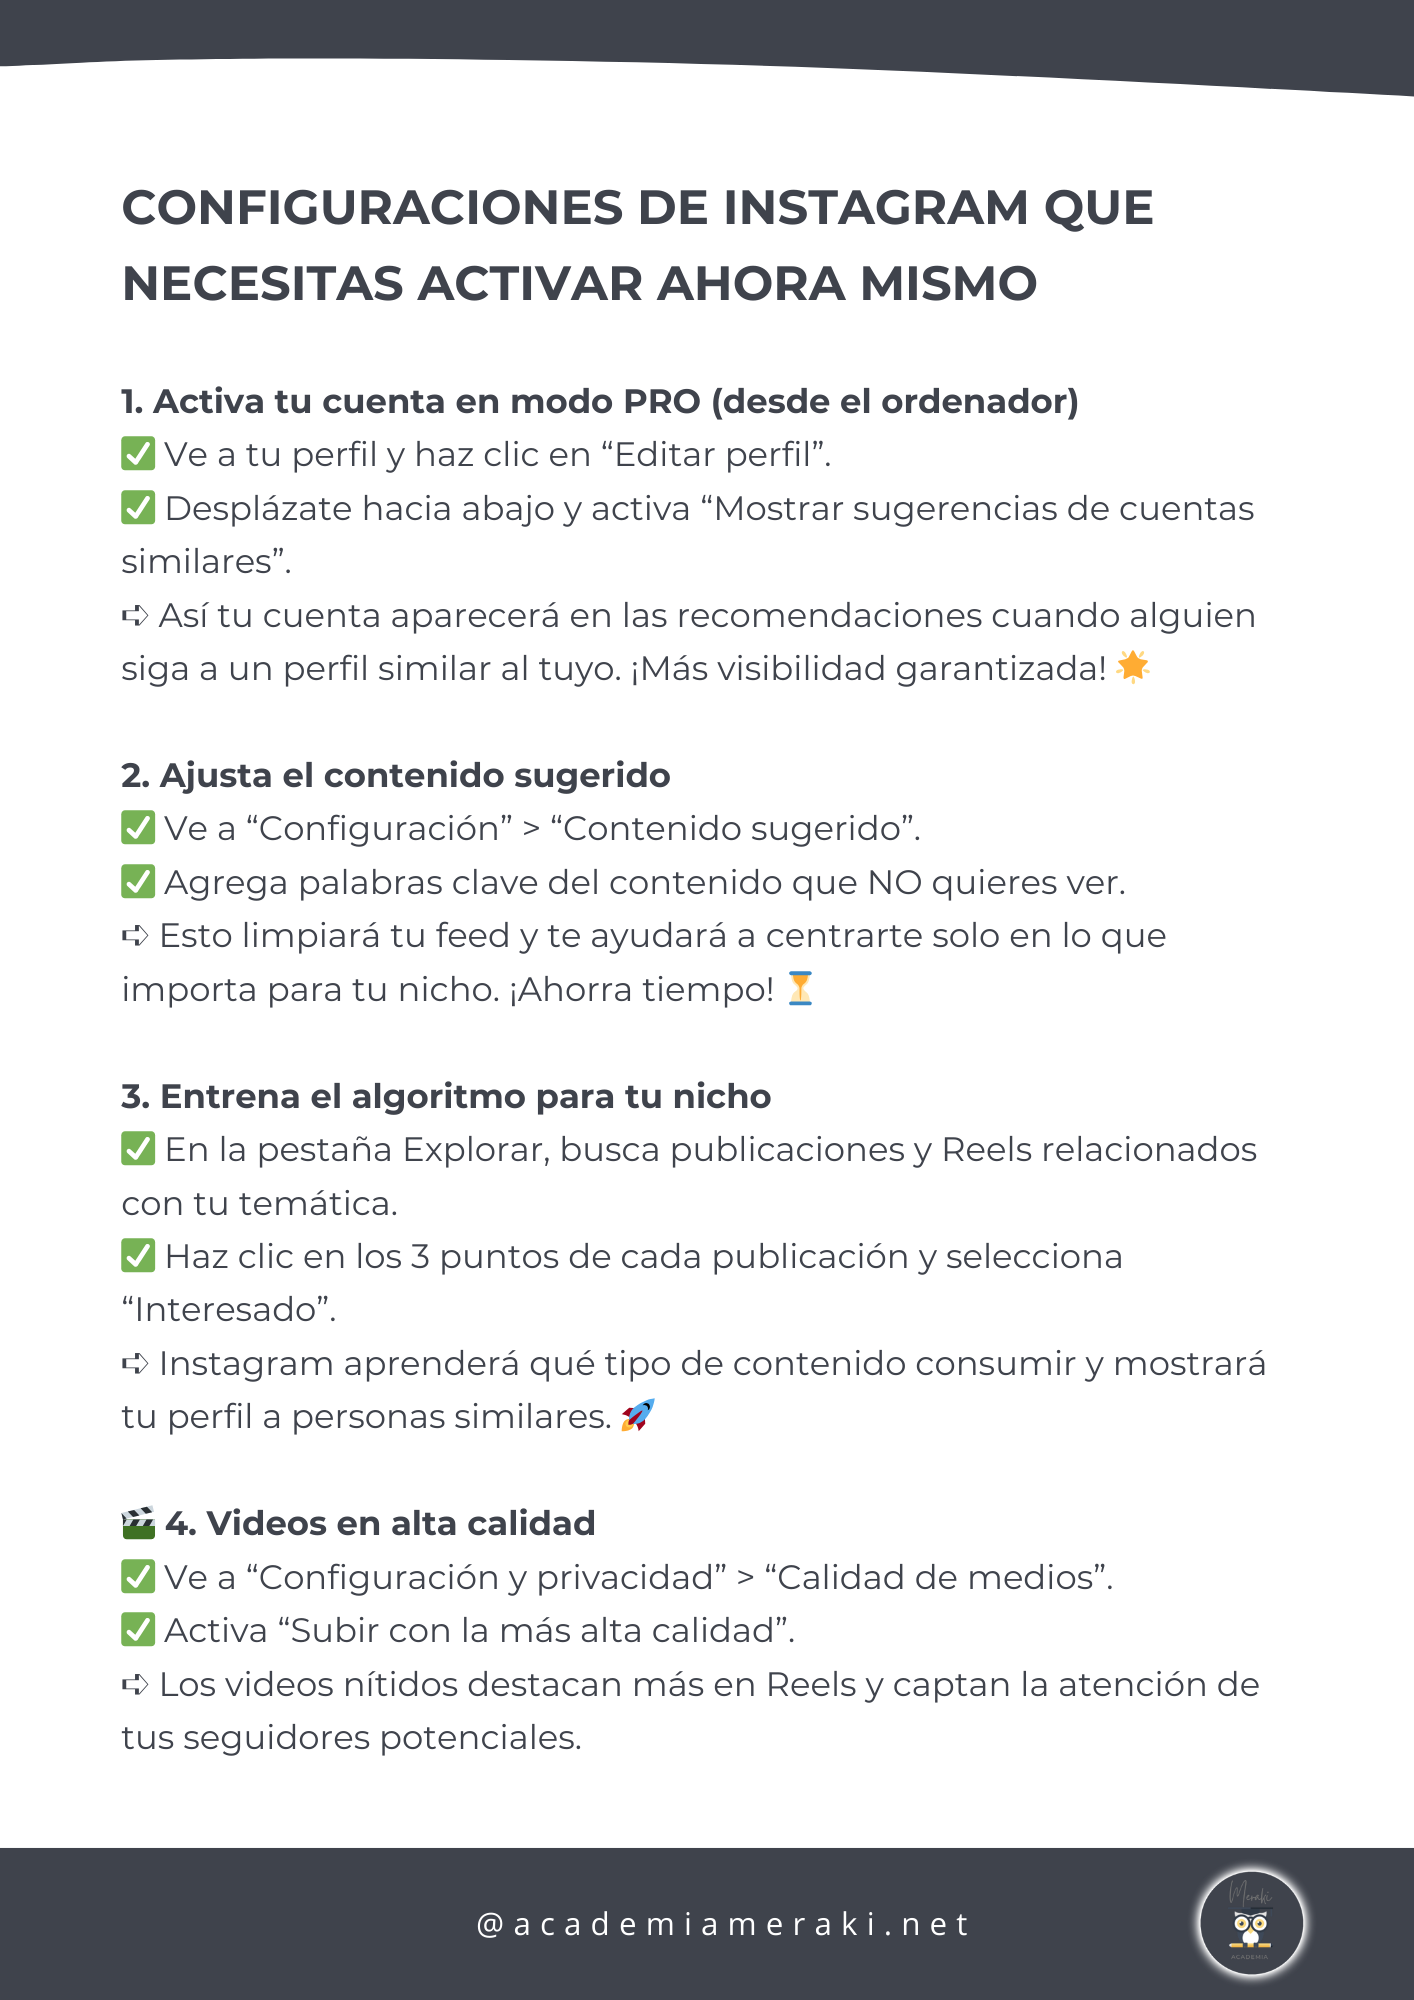 CONFIGURACIONES DE INSTAGRAM QUE
NECESITAS ACTIVAR AHORA MISMO
1. Activa tu cuenta en modo PRO (desde el ordenador)
✅ Ve a tu perfil y haz clic en “Editar perfil”.
✅ Desplázate hacia abajo y activa “Mostrar sugerencias de cuentas
similares”.
➪ Así tu cuenta aparecerá en las recomendaciones cuando alguien
siga a un perfil similar al tuyo. ¡Más visibilidad garantizada! 🌟
2. Ajusta el contenido sugerido
✅ Ve a “Configuración” > “Contenido sugerido”.
✅ Agrega palabras clave del contenido que NO quieres ver.
➪ Esto limpiará tu feed y te ayudará a centrarte solo en lo que
importa para tu nicho. ¡Ahorra tiempo! ⏳
3. Entrena el algoritmo para tu nicho
✅ En la pestaña Explorar, busca publicaciones y Reels relacionados
con tu temática.
✅ Haz clic en los 3 puntos de cada publicación y selecciona
“Interesado”.
➪ Instagram aprenderá qué tipo de contenido consumir y mostrará
tu perfil a personas similares. 🚀
🎬 4. Videos en alta calidad
✅ Ve a “Configuración y privacidad” > “Calidad de medios”.
✅ Activa “Subir con la más alta calidad”.
➪ Los videos nítidos destacan más en Reels y captan la atención de
tus seguidores potenciales.
@academiameraki.net
Meraki
ACADEMIA